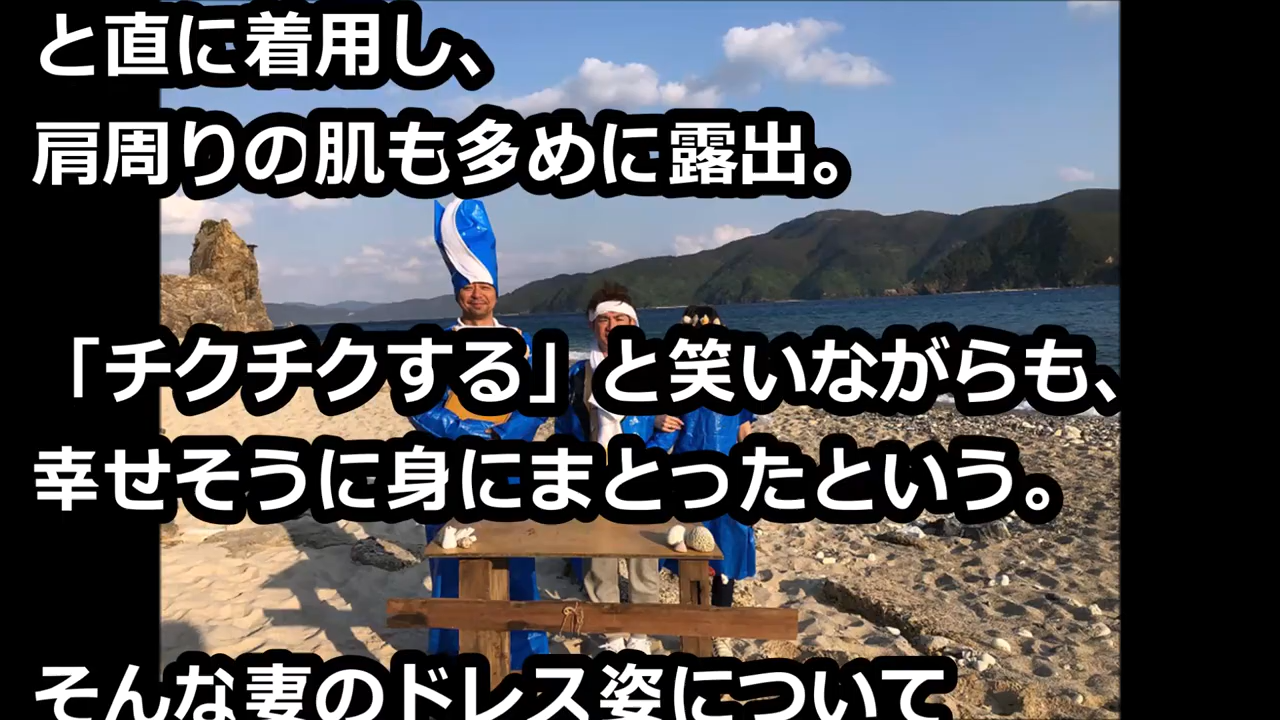 と直に着用し、
肩周りの肌も多めに露出。
「チクチクする」と笑いながらも、
幸せそうに身にまとったという。
そんな妻のドレス姿について